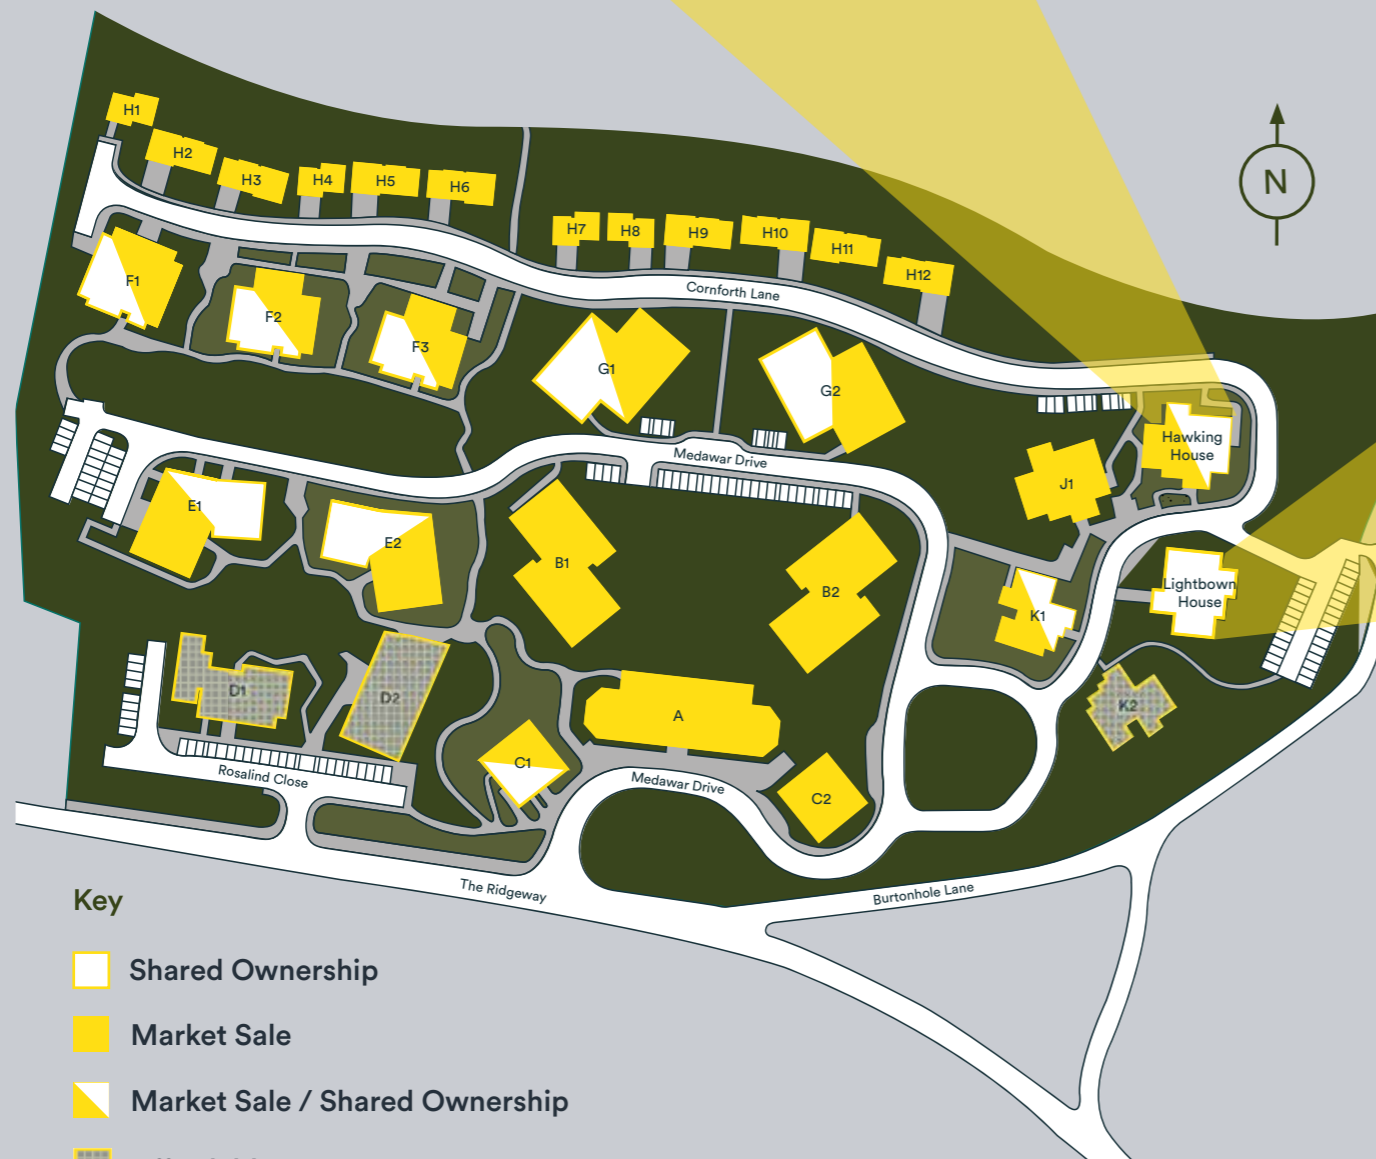 H1
H2
H3
H4
H5
H6
H7
H8
H9
H10
H11
H12
N
F1
F2
F3
Cornforth Lane
G1
G2
Hawking
House
Medawar Drive
J1
E1
E2
B1
B2
Lightbown
House
K1
D1
D2
A
K2
C1
C2
Rosalind Close
Medawar Drive
The Ridgeway
Burtonhole Lane
Key
Shared Ownership
Market Sale
Market Sale / Shared Ownership